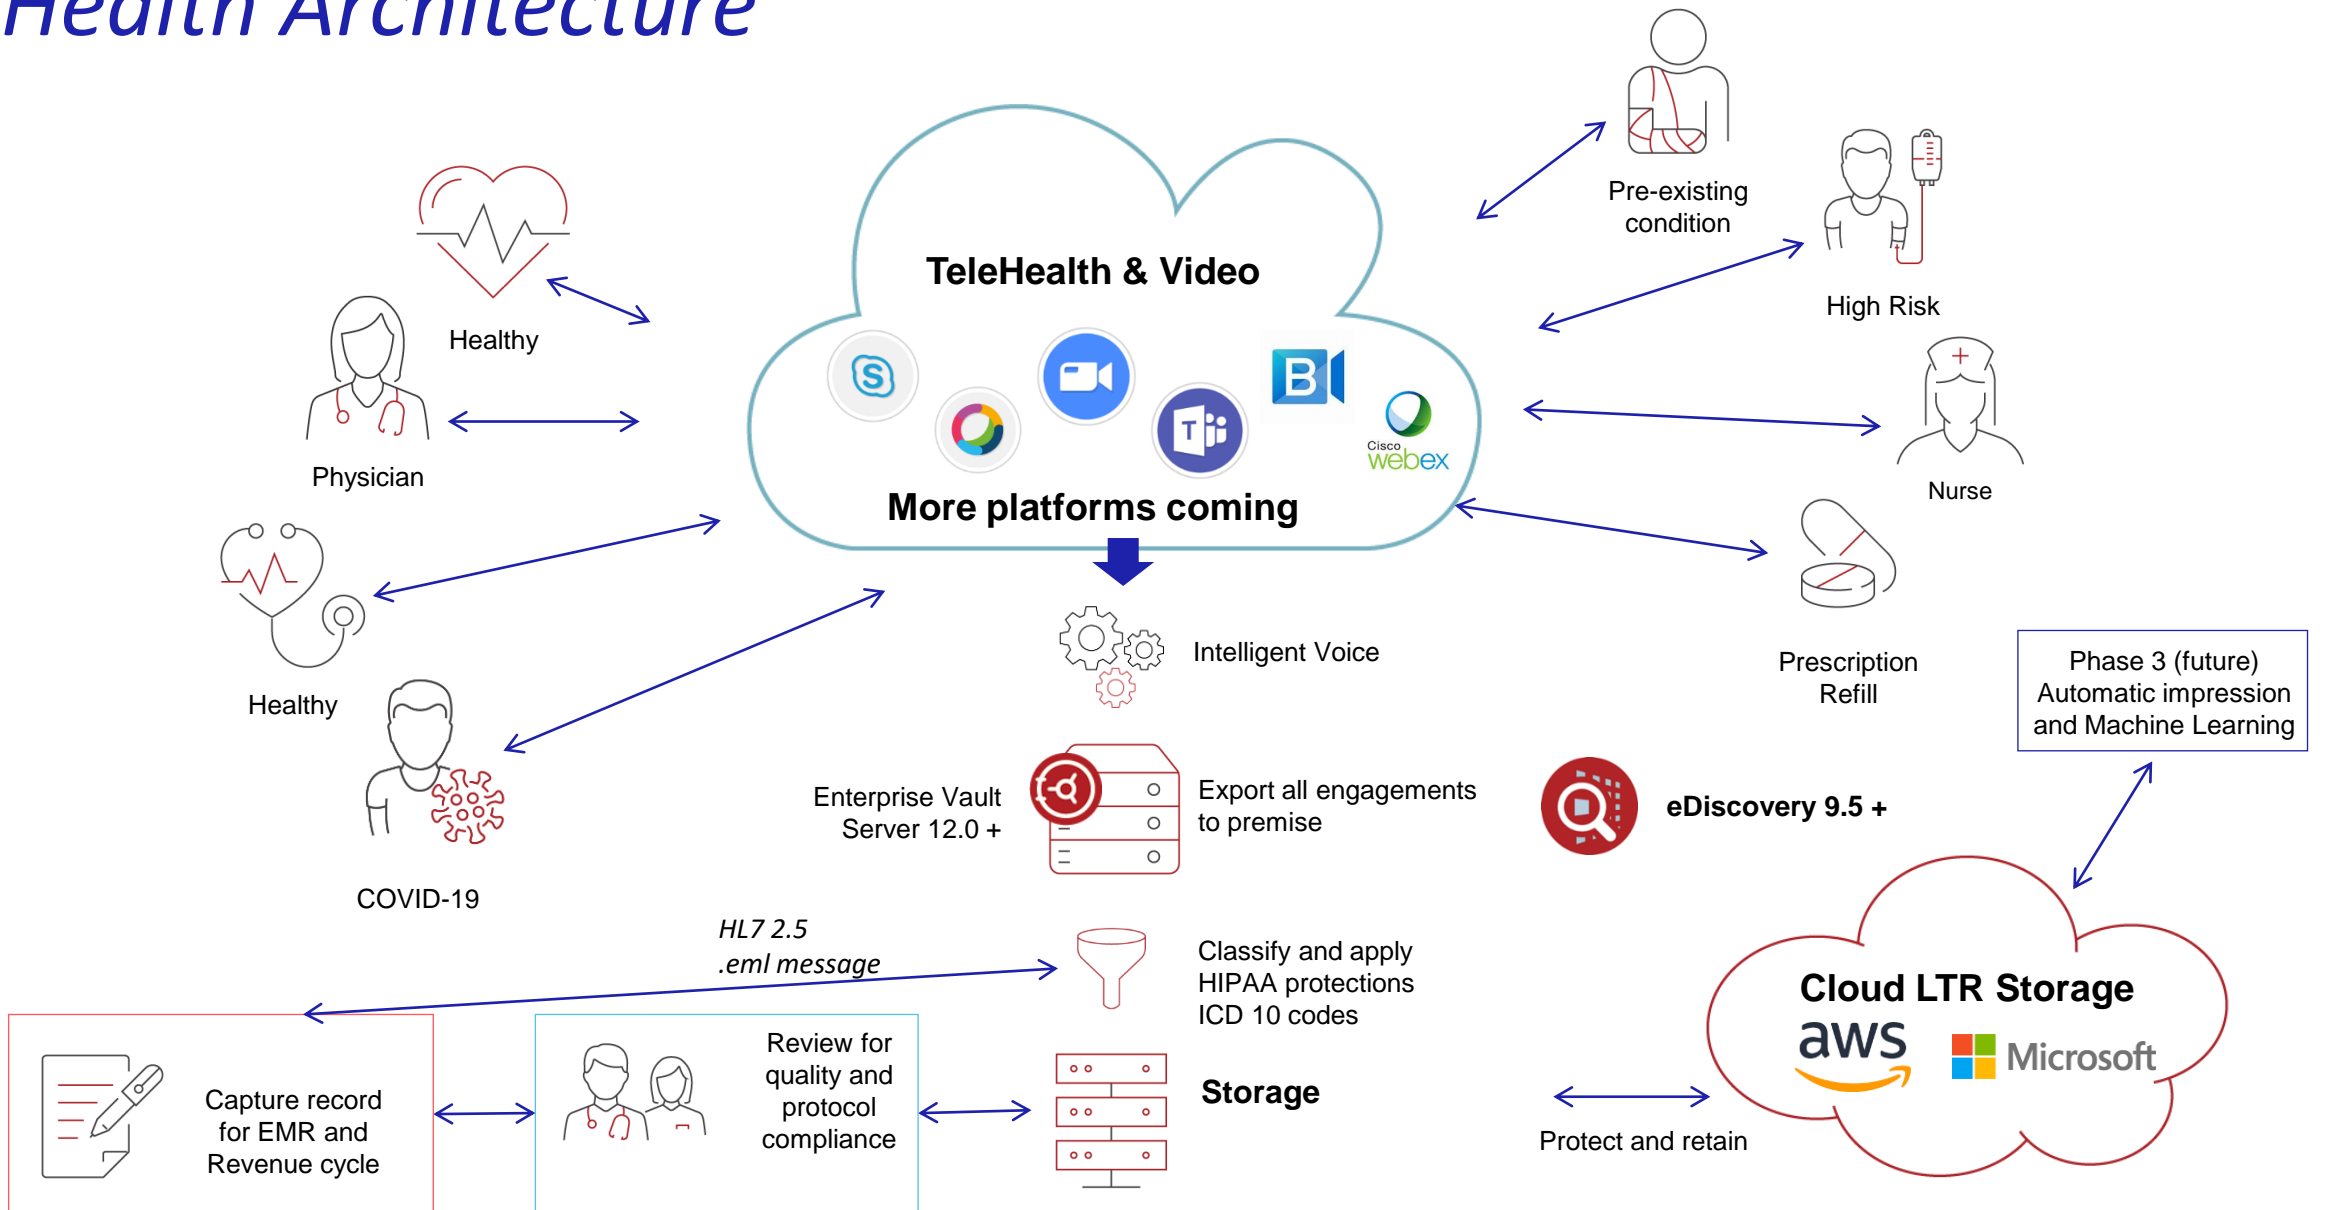 Health Architecture
Healthy
Physician
Healthy
COVID-19
TeleHealth & Video
S
B
T
Cisco
webex
More platforms coming
Pre-existing
condition
High Risk
Nurse
Prescription
Refill
Intelligent Voice
Enterprise Vault
Server 12.0 +
Export all engagements
to premise
eDiscovery 9.5 +
Phase 3 (future)
Automatic impression
and Machine Learning
HL7 2.5
.eml message
Classify and apply
HIPAA protections
ICD 10 codes
Cloud LTR Storage
aws
Microsoft
Capture record
for EMR and
Revenue cycle
Review for
quality and
protocol
compliance
Storage
Protect and retain